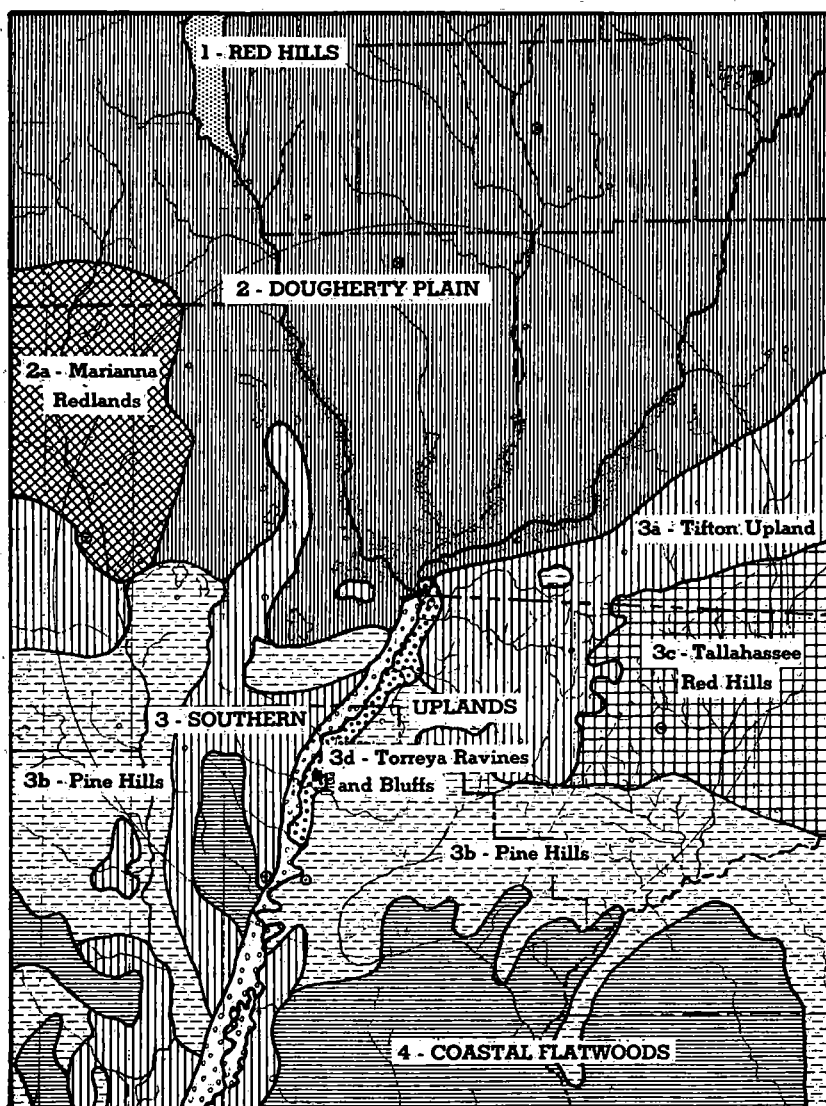 1 - RED HILLS
2 - DOUGHERTY PLAIN
2a - Marianna
Redlands
3a - Tifton Upland
3c - Tallahassee
Red Hills
3 - SOUTHERN UPLANDS
3d - Torreya Ravines
and Bluffs
3b - Pine Hills
3b - Pine Hills
4 - COASTAL FLATWOODS